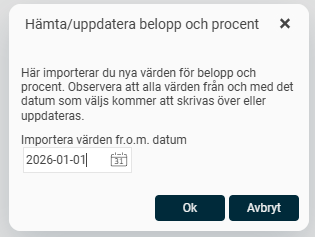 Hämta/uppdatera belopp och procent
Här importerar du nya värden för belopp och
procent. Observera att alla värden från och med det
datum som väljs kommer att skrivas över eller
uppdateras.
Importera värden fr.o.m. datum
2026-01-01
31
Ok
Avbryt